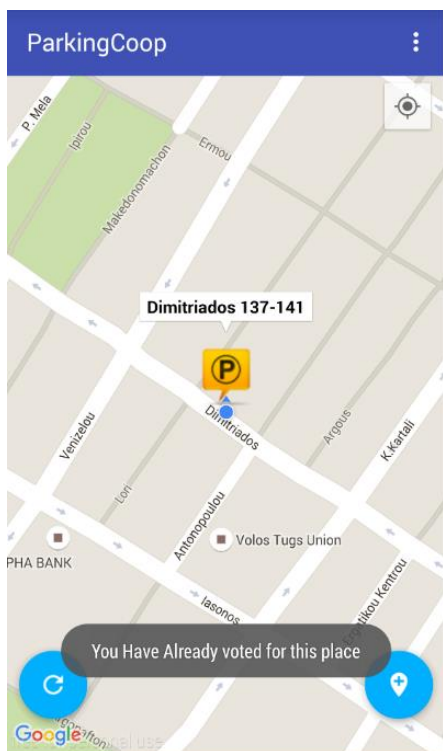 ParkingCoop
P. Mela
Ipirou
Makedonomachon
Ermou
Dimitriados 137-141
P
Dimitriados
Venizelou
Lori
Argous
K.Kartali
Antonopoulou
Volos Tugs Union
PHA BANK
Iasonos
Kentrou
You Have Already voted for this place
Google